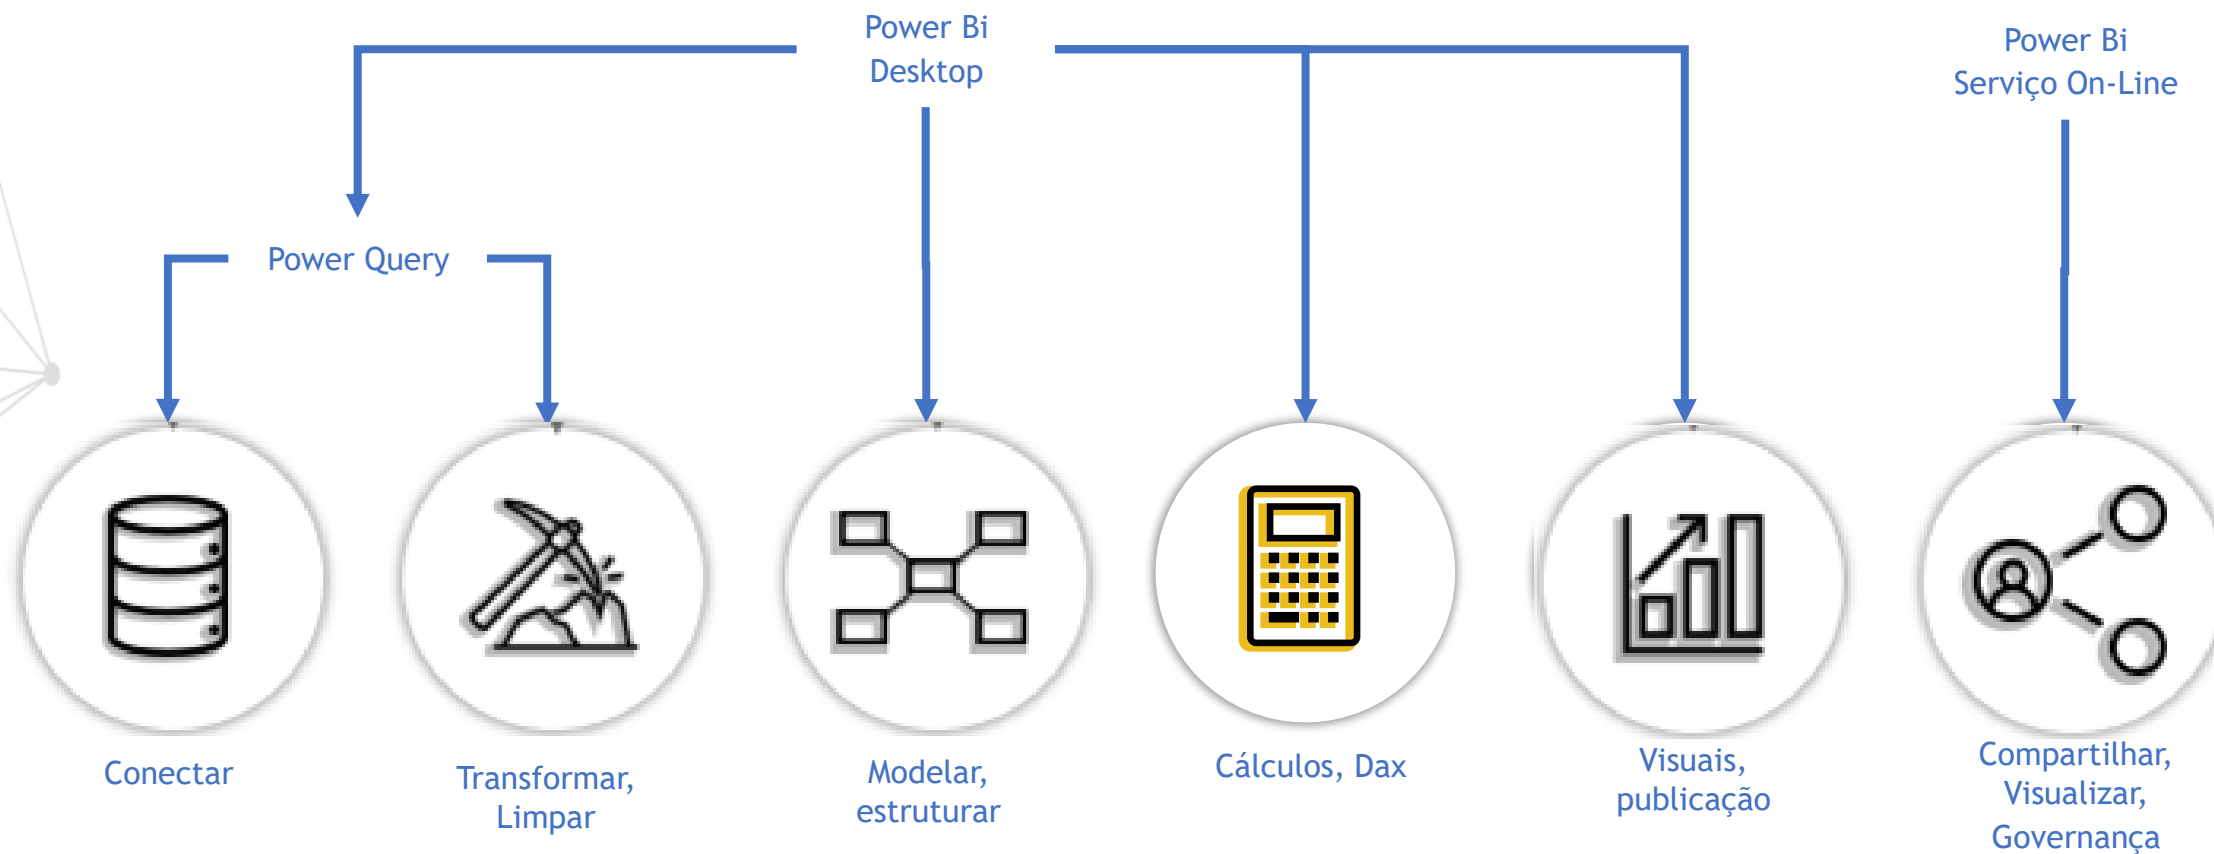 Power Bi
Desktop
Power Bi
Serviço On-Line
Power Query
Conectar
Transformar,
Limpar
Modelar,
estruturar
Cálculos, Dax
Visuais,
publicação
Compartilhar,
Visualizar,
Governança